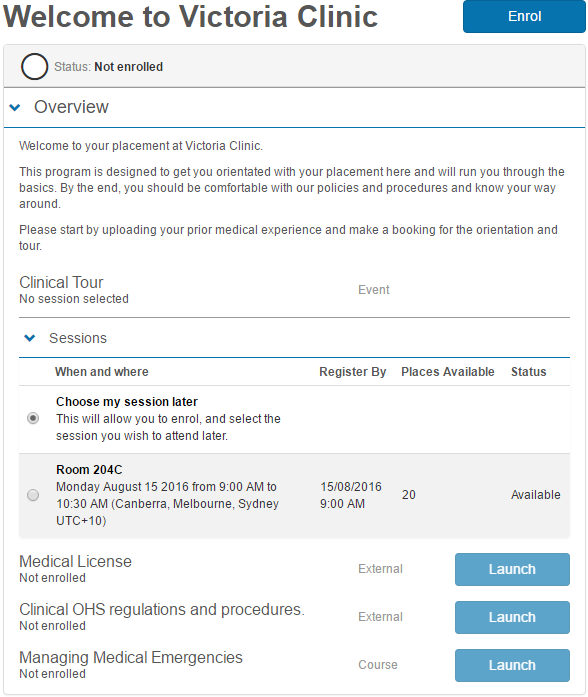 Welcome to Victoria Clinic
Enrol
Status: Not enrolled
Overview
Welcome to your placement at Victoria Clinic.
This program is designed to get you orientated with your placement here and will run you through the
basics. By the end, you should be comfortable with our policies and procedures and know your way
around.
Please start by uploading your prior medical experience and make a booking for the orientation and
tour.
Clinical Tour
No session selected
Event
Sessions
When and where Register By Places Available Status
Choose my session later
This will allow you to enrol, and select the
session you wish to attend later.
Room 204C
Monday August 15 2016 from 9:00 AM to
10:30 AM (Canberra, Melbourne, Sydney
UTC+10)
15/08/2016
9:00 AM
20
Available
Medical License
Not enrolled
External
Launch
Clinical OHS regulations and procedures.
Not enrolled
External
Launch
Managing Medical Emergencies
Not enrolled
Course
Launch